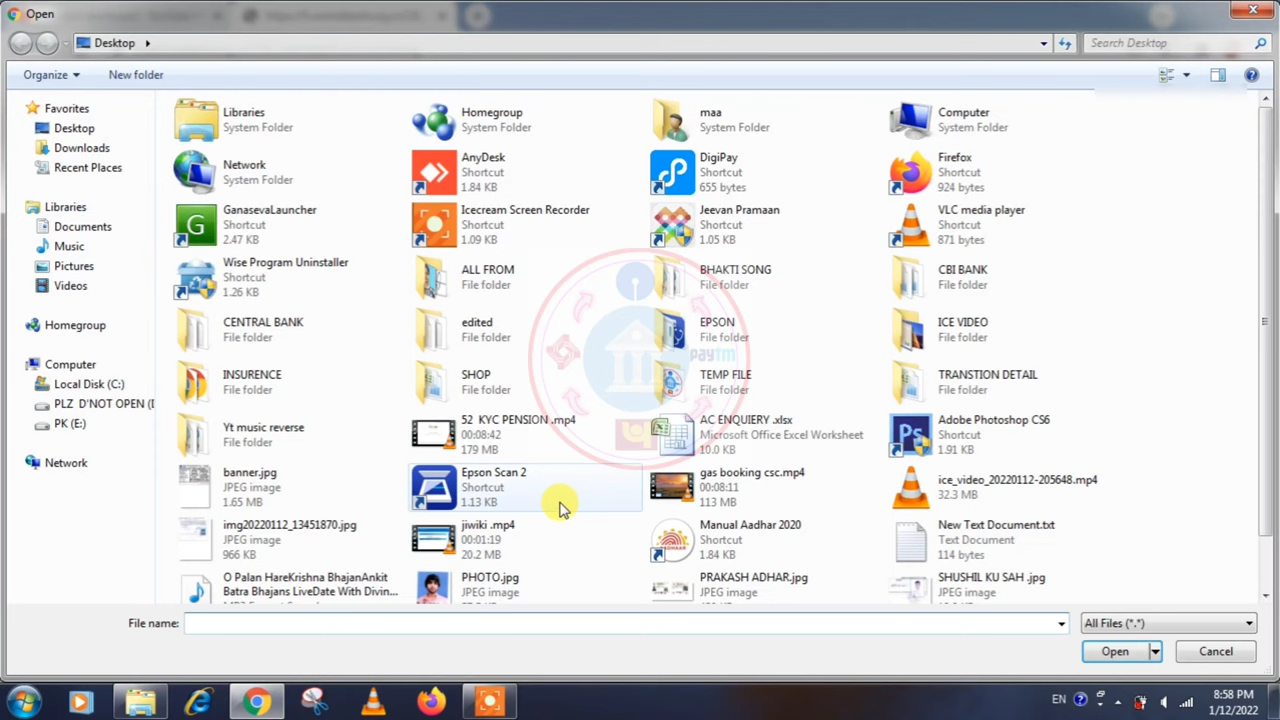 Open
Desktop
Search Desktop
Organize
New folder
Favorites
Desktop
Downloads
Recent Places
Libraries
Documents
Music
Pictures
Videos
Homegroup
Computer
Local Disk (C:)
PLZ D'NOT OPEN (I
PK (E:)
Network
Libraries
System Folder
Homegroup
System Folder
maa
System Folder
Computer
System Folder
Network
System Folder
AnyDesk
Shortcut
1.84 KB
DigiPay
Shortcut
655 bytes
Firefox
Shortcut
924 bytes
GanasevaLauncher
Shortcut
2.47 KB
Icecream Screen Recorder
Shortcut
1.09 KB
Jeevan Pramaan
Shortcut
1.05 KB
VLC media player
Shortcut
871 bytes
Wise Program Uninstaller
Shortcut
1.26 KB
ALL FROM
File folder
BHAKTI SONG
File folder
CBI BANK
File folder
CENTRAL BANK
File folder
edited
File folder
EPSON
File folder
ICE VIDEO
File folder
INSURENCE
File folder
SHOP
File folder
TEMP FILE
File folder
TRANSTION DETAIL
File folder
Yt music reverse
File folder
52 KYC PENSION .mp4
00:08:42
179 MB
AC ENQUIERY .xlsx
Microsoft Office Excel Worksheet
10.0 KB
Adobe Photoshop CS6
Shortcut
1.91 KB
banner.jpg
JPEG image
1.65 MB
Epson Scan 2
Shortcut
1.13 KB
gas booking csc.mp4
00:08:11
113 MB
ice_video_20220112-205648.mp4
32.3 MB
img20220112_13451870.jpg
JPEG image
966 KB
jiwiki .mp4
00:01:19
20.2 MB
Manual Aadhar 2020
Shortcut
1.84 KB
New Text Document.txt
Text Document
114 bytes
O Palan HareKrishna BhajanAnkit
Batra Bhajans LiveDate With Divin...
PHOTO.jpg
JPEG image
PRAKASH ADHAR.jpg
JPEG image
SHUSHIL KU SAH .jpg
JPEG image
paytm
File name:
All Files (*.*)
Open
Cancel
EN
8:58 PM
1/12/2022